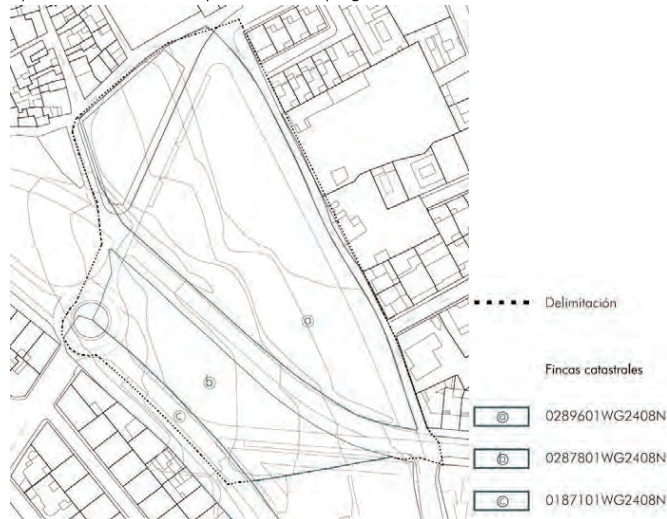 a
b
c
Delimitación
Fincas catastrales
a 0289601WG2408N
b 0287801WG2408N
c 0187101WG2408N